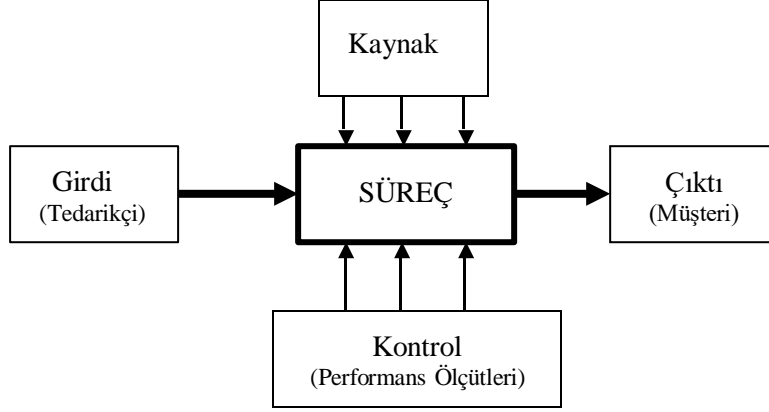 Kaynak
Girdi
(Tedarikçi)
SÜREÇ
Çıktı
(Müşteri)
Kontrol
(Performans Ölçütleri)